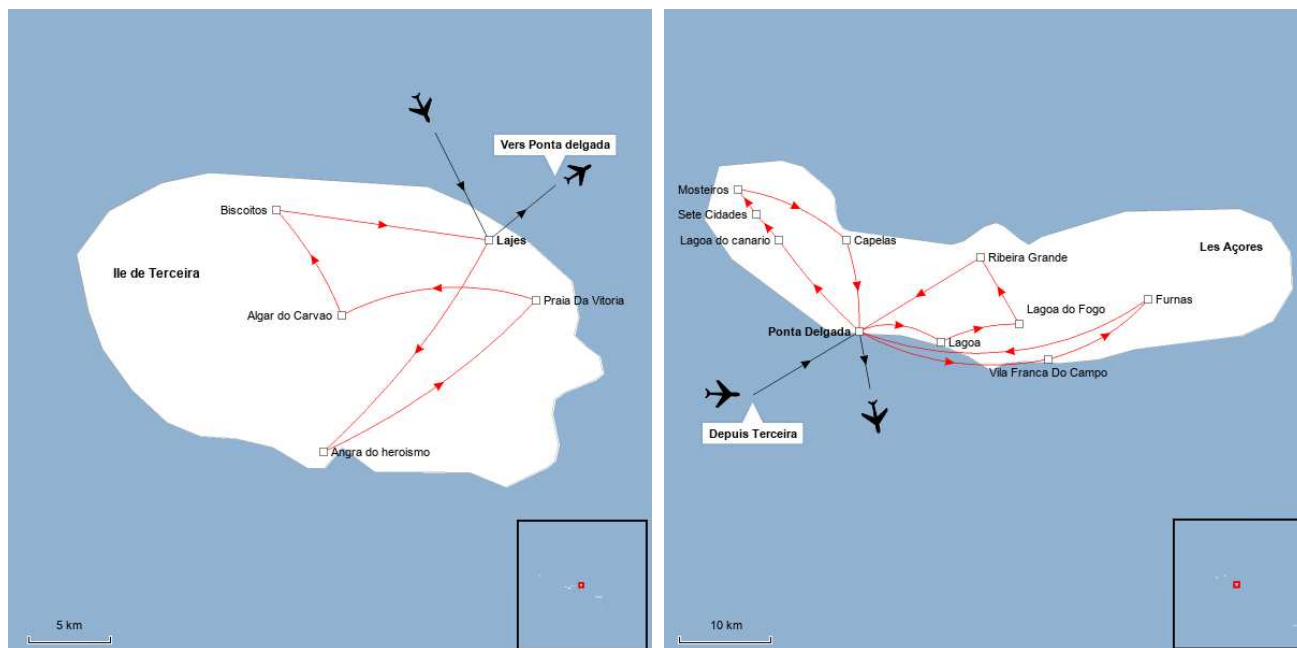 Vers Ponta delgada
Biscoitos
Lajes
Ile de Terceira
Praia Da Vitoria
Algar do Carvao
Angra do heroismo
5 km
Mosteiros
Sete Cidades
Lagoa do canario
Capelas
Les Açores
Ribeira Grande
Furnas
Lagoa do Fogo
Ponta Delgada
Lagoa
Vila Franca Do Campo
Depuis Terceira
10 km